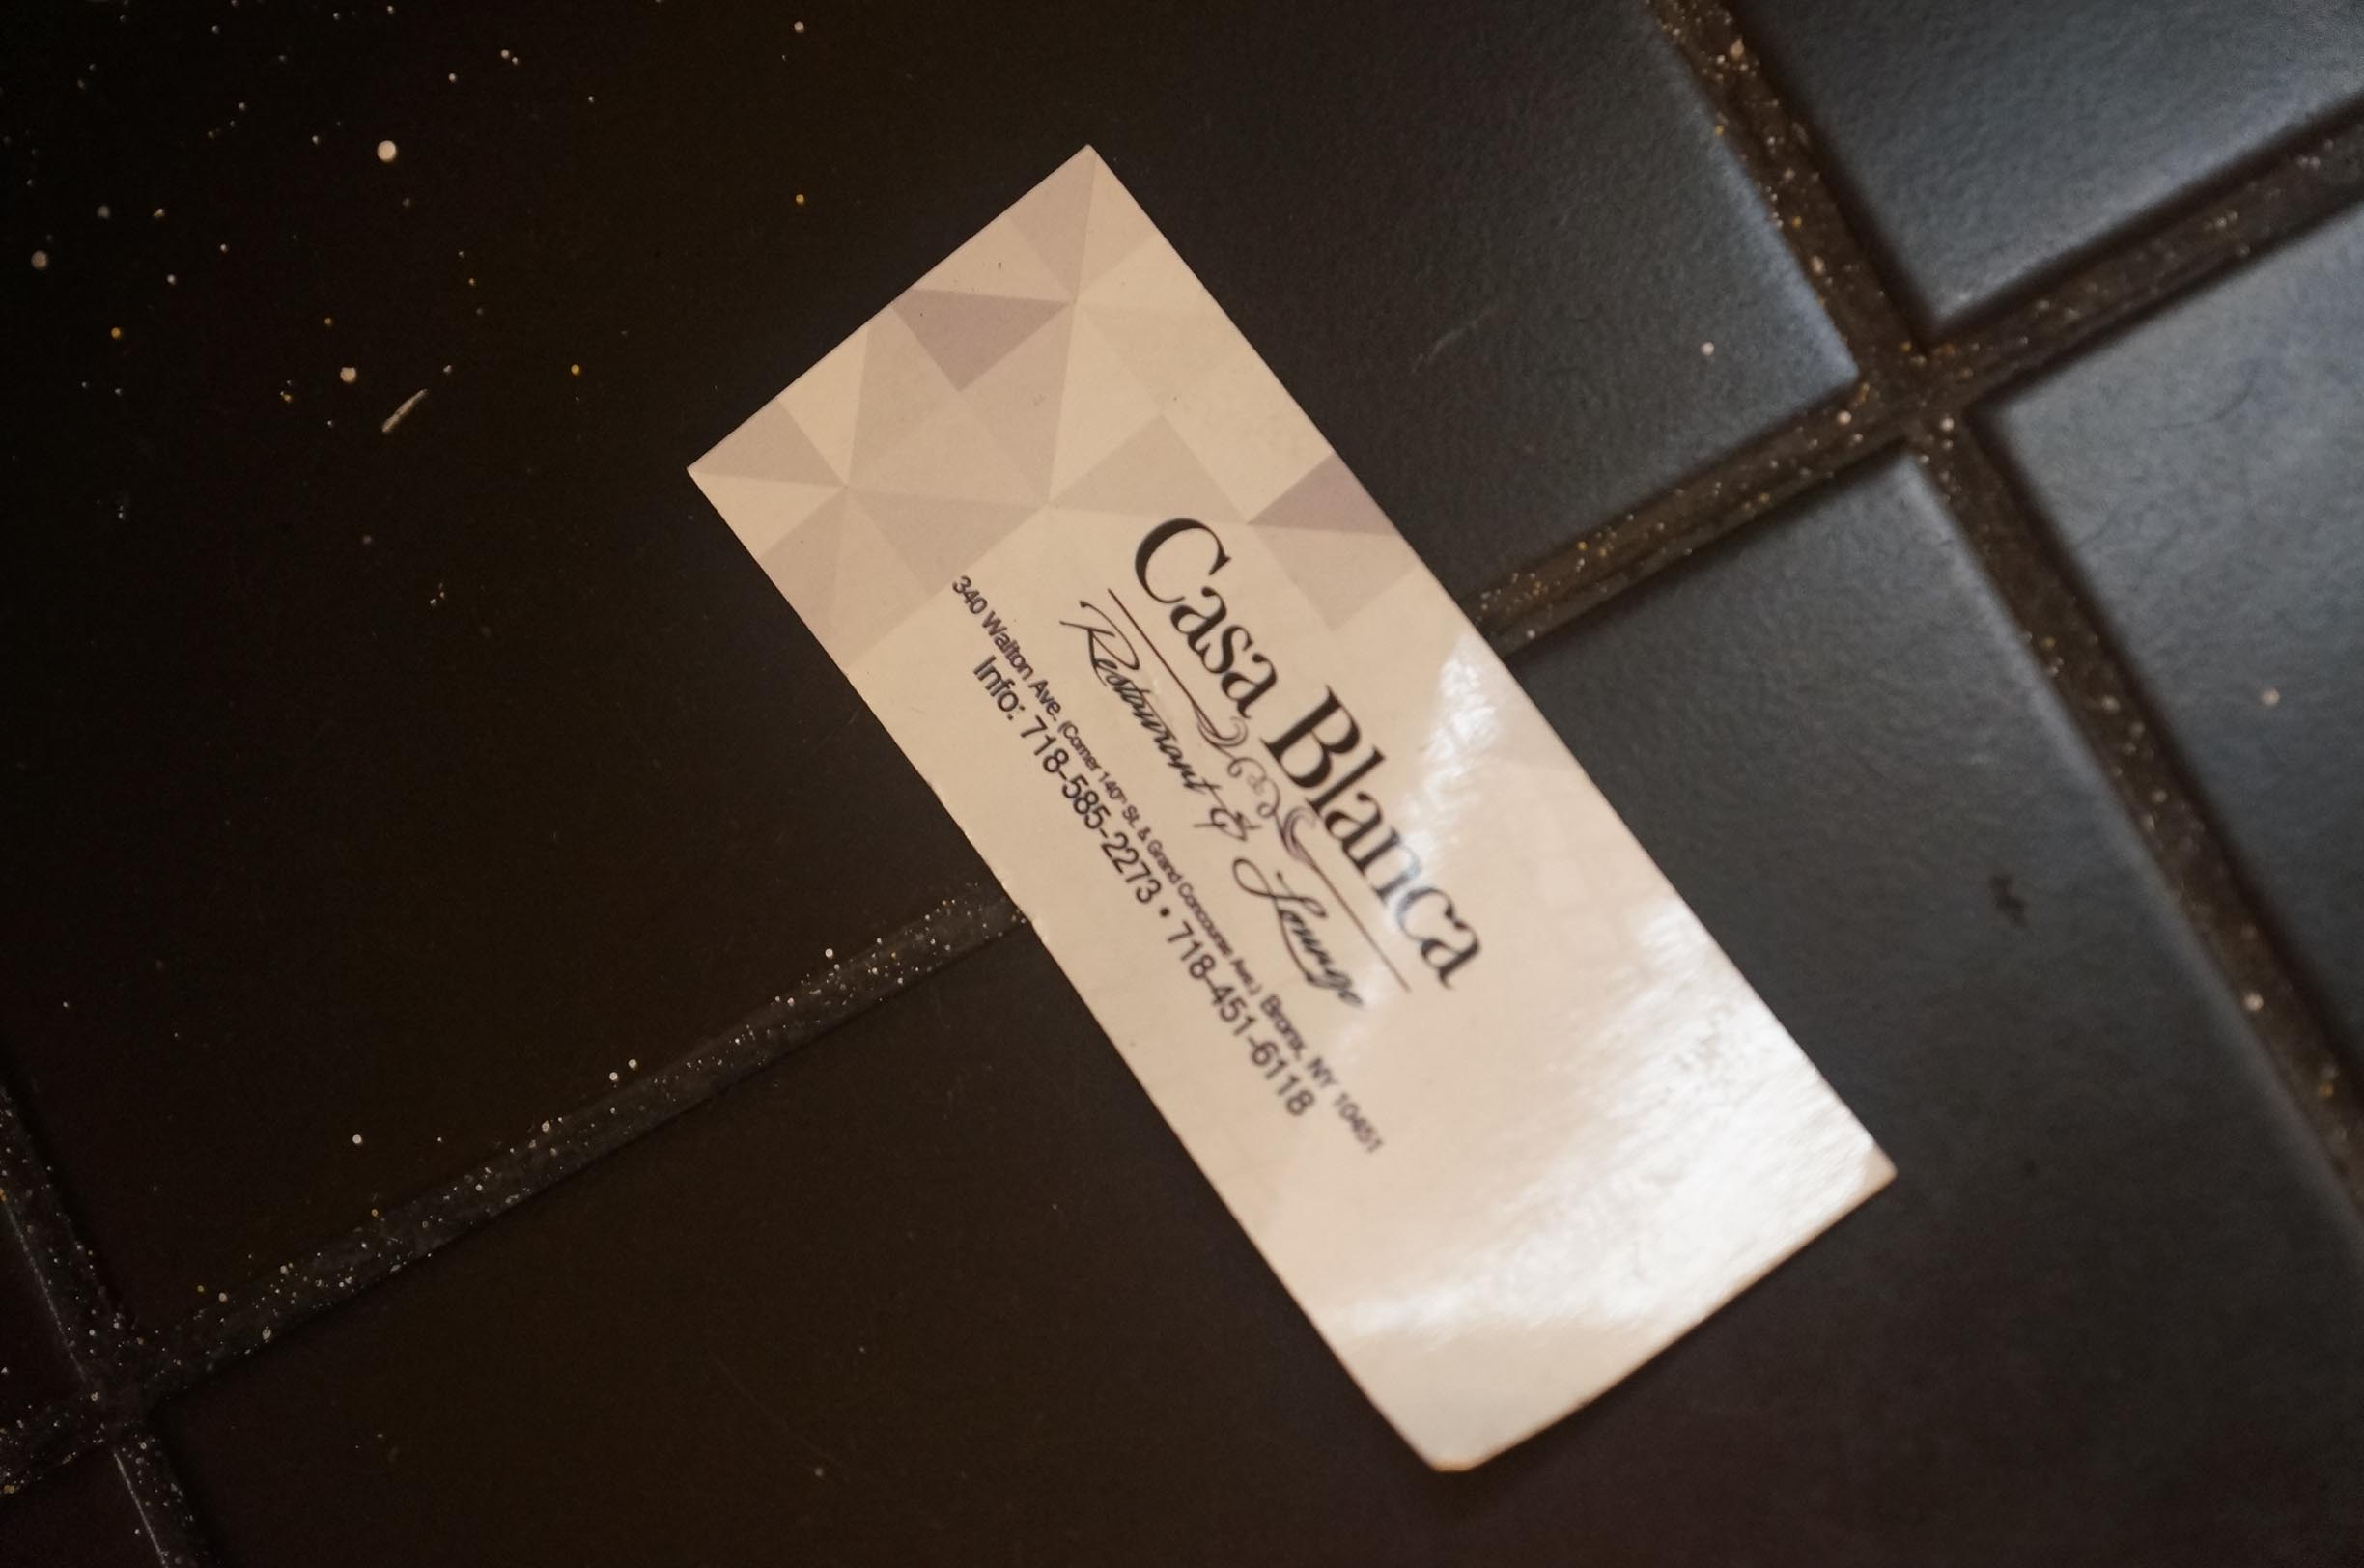 Casa Blanca
Restaurant & Lounge
340 Walton Ave. (Corner 140th St. & Grand Concourse Ave.) Bronx, NY 10451
Info: 718-585-2273 • 718-451-6118